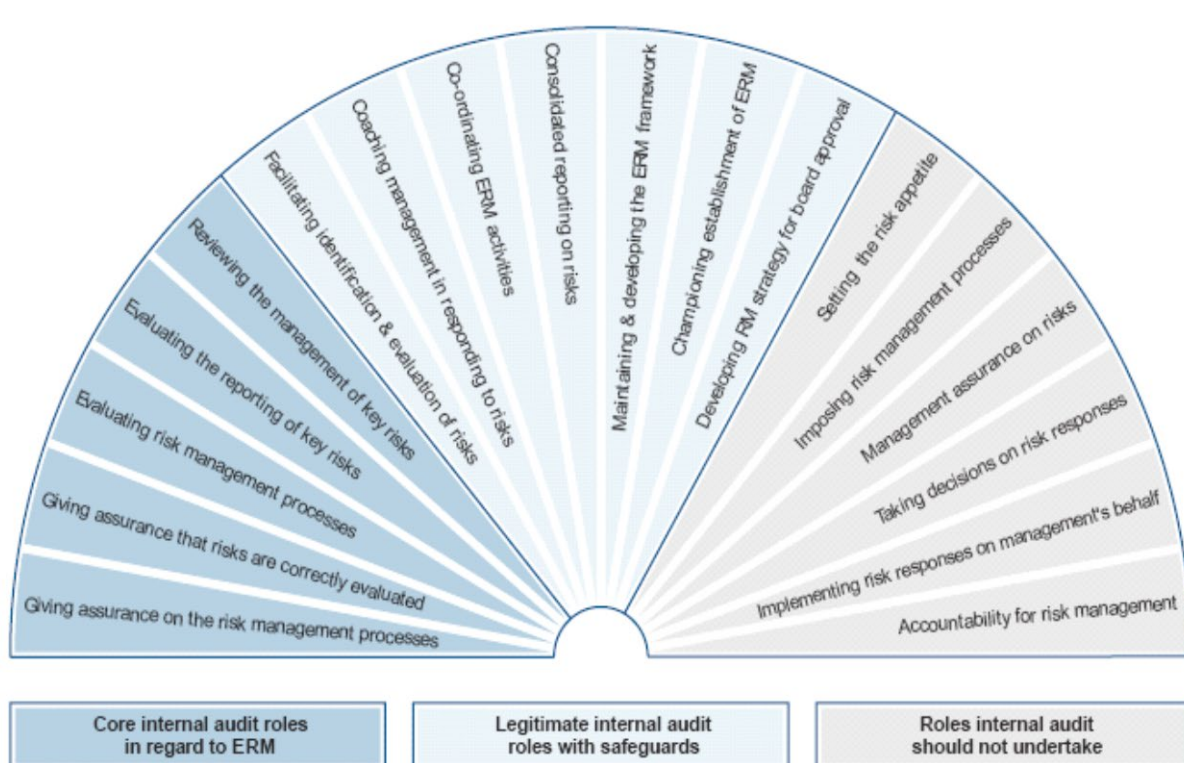 Giving assurance on the risk management processes
Giving assurance that risks are correctly evaluated
Evaluating risk management processes
Evaluating the reporting of key risks
Reviewing the management of key risks
Facilitating identification & evaluation of risks
Coaching management in responding to risks
Co-ordinating ERM activities
Consolidated reporting on risks
Maintaining & developing the ERM framework
Championing establishment of ERM
Developing RM strategy for board approval
Setting the risk appetite
Imposing risk management processes
Management assurance on risks
Taking decisions on risk responses
Implementing risk responses on management's behalf
Accountability for risk management
Core internal audit roles
in regard to ERM
Legitimate internal audit
roles with safeguards
Roles internal audit
should not undertake